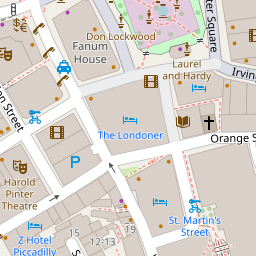 Don Lockwood
Fanum
House
ter Square
Laurel
and Hardy
Irvin
on Street
The Londoner
Orange S
P
Harold
Pinter
Theatre
St. Martin's
Street
Z Hotel
Piccadilly
15
12-13
19